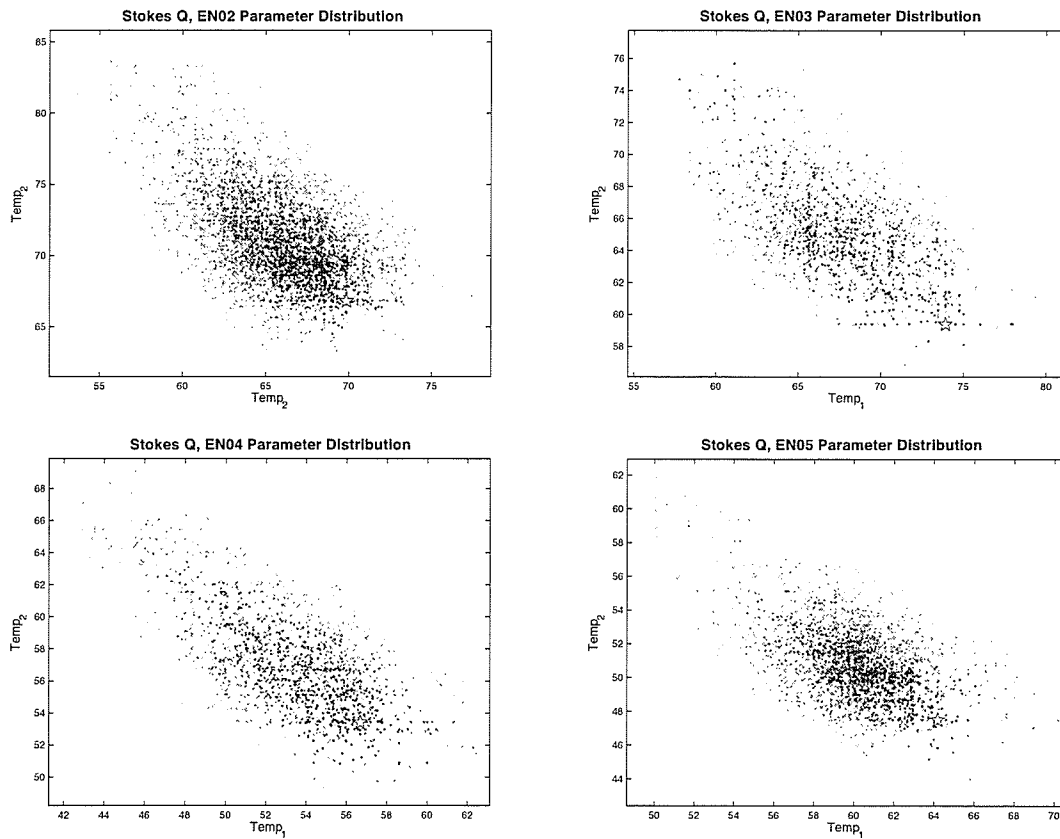 Stokes Q, EN02 Parameter Distribution
85
80
75
70
65
Temp2
55 60 65 70 75
Temp2
Stokes Q, EN03 Parameter Distribution
76
74
72
70
68
66
64
62
60
58
Temp2
55 60 65 70 75 80
Temp1
Stokes Q, EN04 Parameter Distribution
68
66
64
62
60
58
56
54
52
50
Temp2
42 44 46 48 50 52 54 56 58 60 62
Temp1
Stokes Q, EN05 Parameter Distribution
62
60
58
56
54
52
50
48
46
44
Temp2
50 52 54 56 58 60 62 64 66 68 70
Temp1